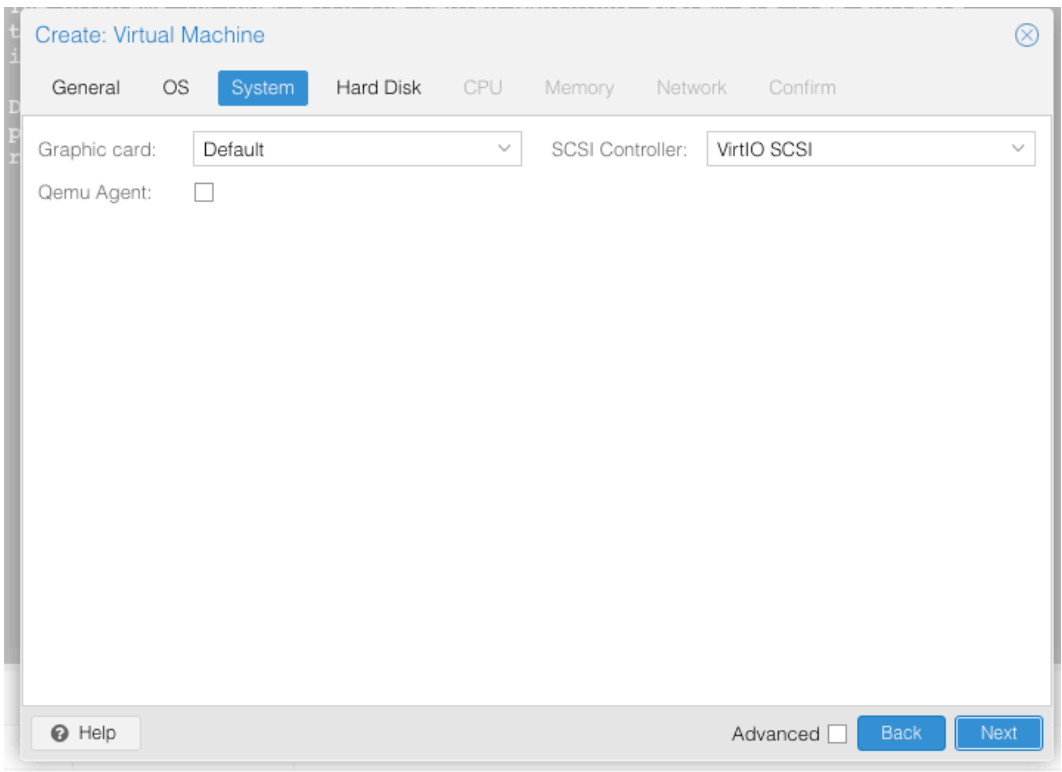 Create: Virtual Machine
General OS System Hard Disk CPU Memory Network Confirm
Graphic card: Default SCSI Controller: VirtIO SCSI
Qemu Agent:
Help Advanced Back Next